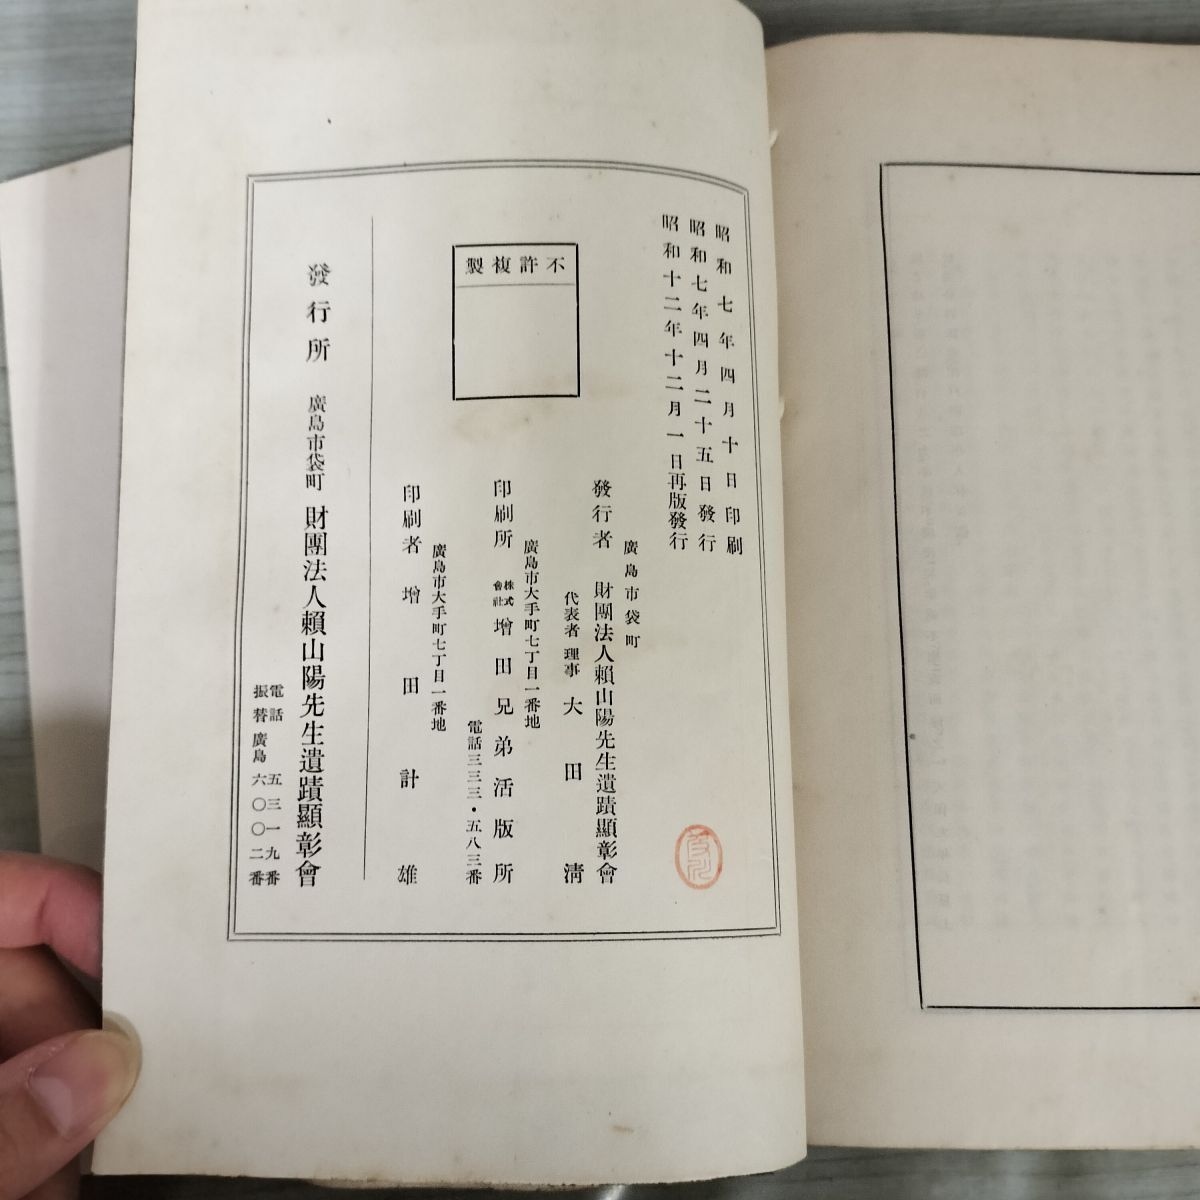 昭和七年四月十日印刷
昭和七年四月二十五日發行
昭和十二年十二月一日再版發行
不許複製
廣島市袋町
發行者 財團法人賴山陽先生遺蹟顯彰會
代表者 理事 大田淸
廣島市大手町七丁目一番地
印刷所 株式會社 增田兄弟活版所
電話三三三・五八三番
廣島市大手町七丁目一番地
印刷者 增田計雄
發行所 廣島市袋町 財團法人賴山陽先生遺蹟顯彰會
電話 五三一九番
振替廣島 六〇〇二番